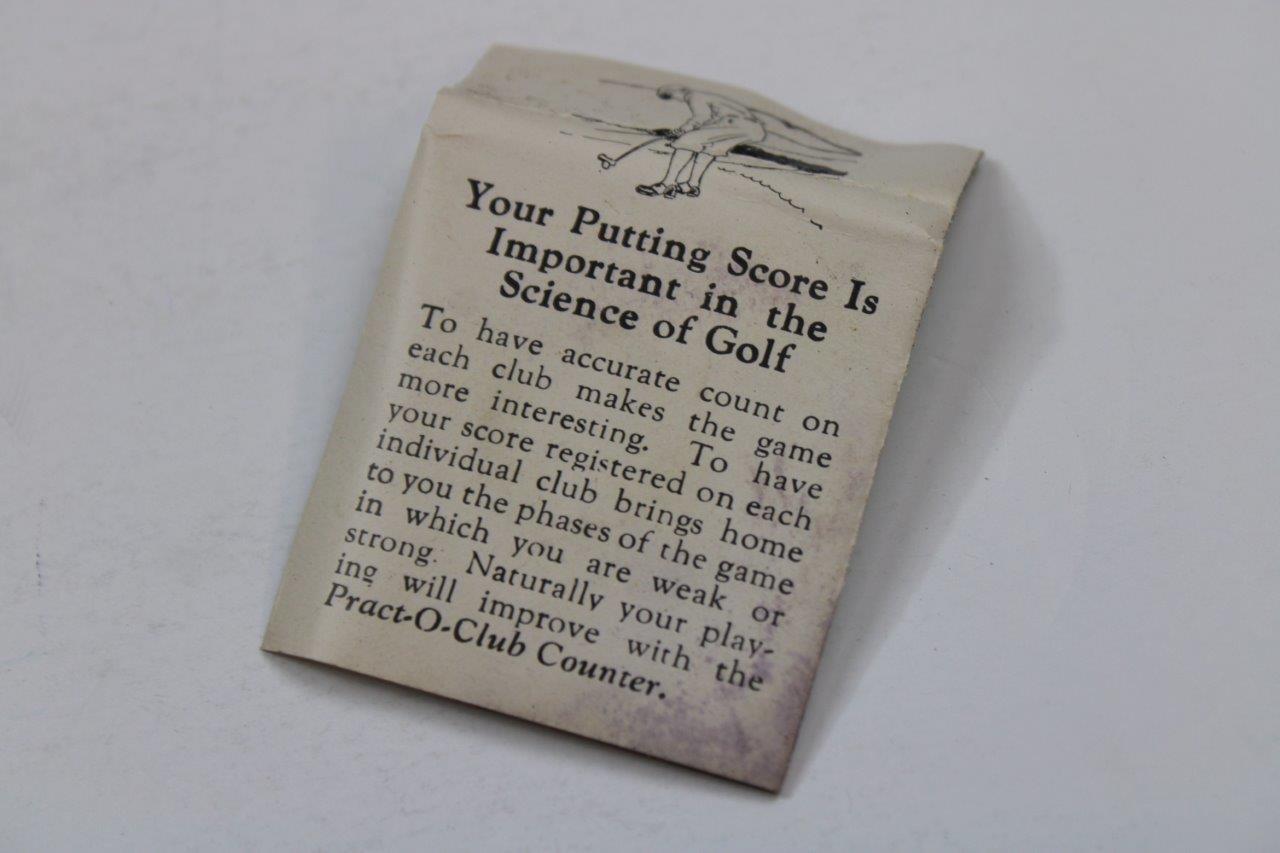 Your Putting Score Is
Important in the
Science of Golf
To have accurate count on
each club makes the game
more interesting. To have
your score registered on each
individual club brings home
to you the phases of the game
in which you are weak or
strong. Naturally your play-
ing will improve with the
Pract-O-Club Counter.